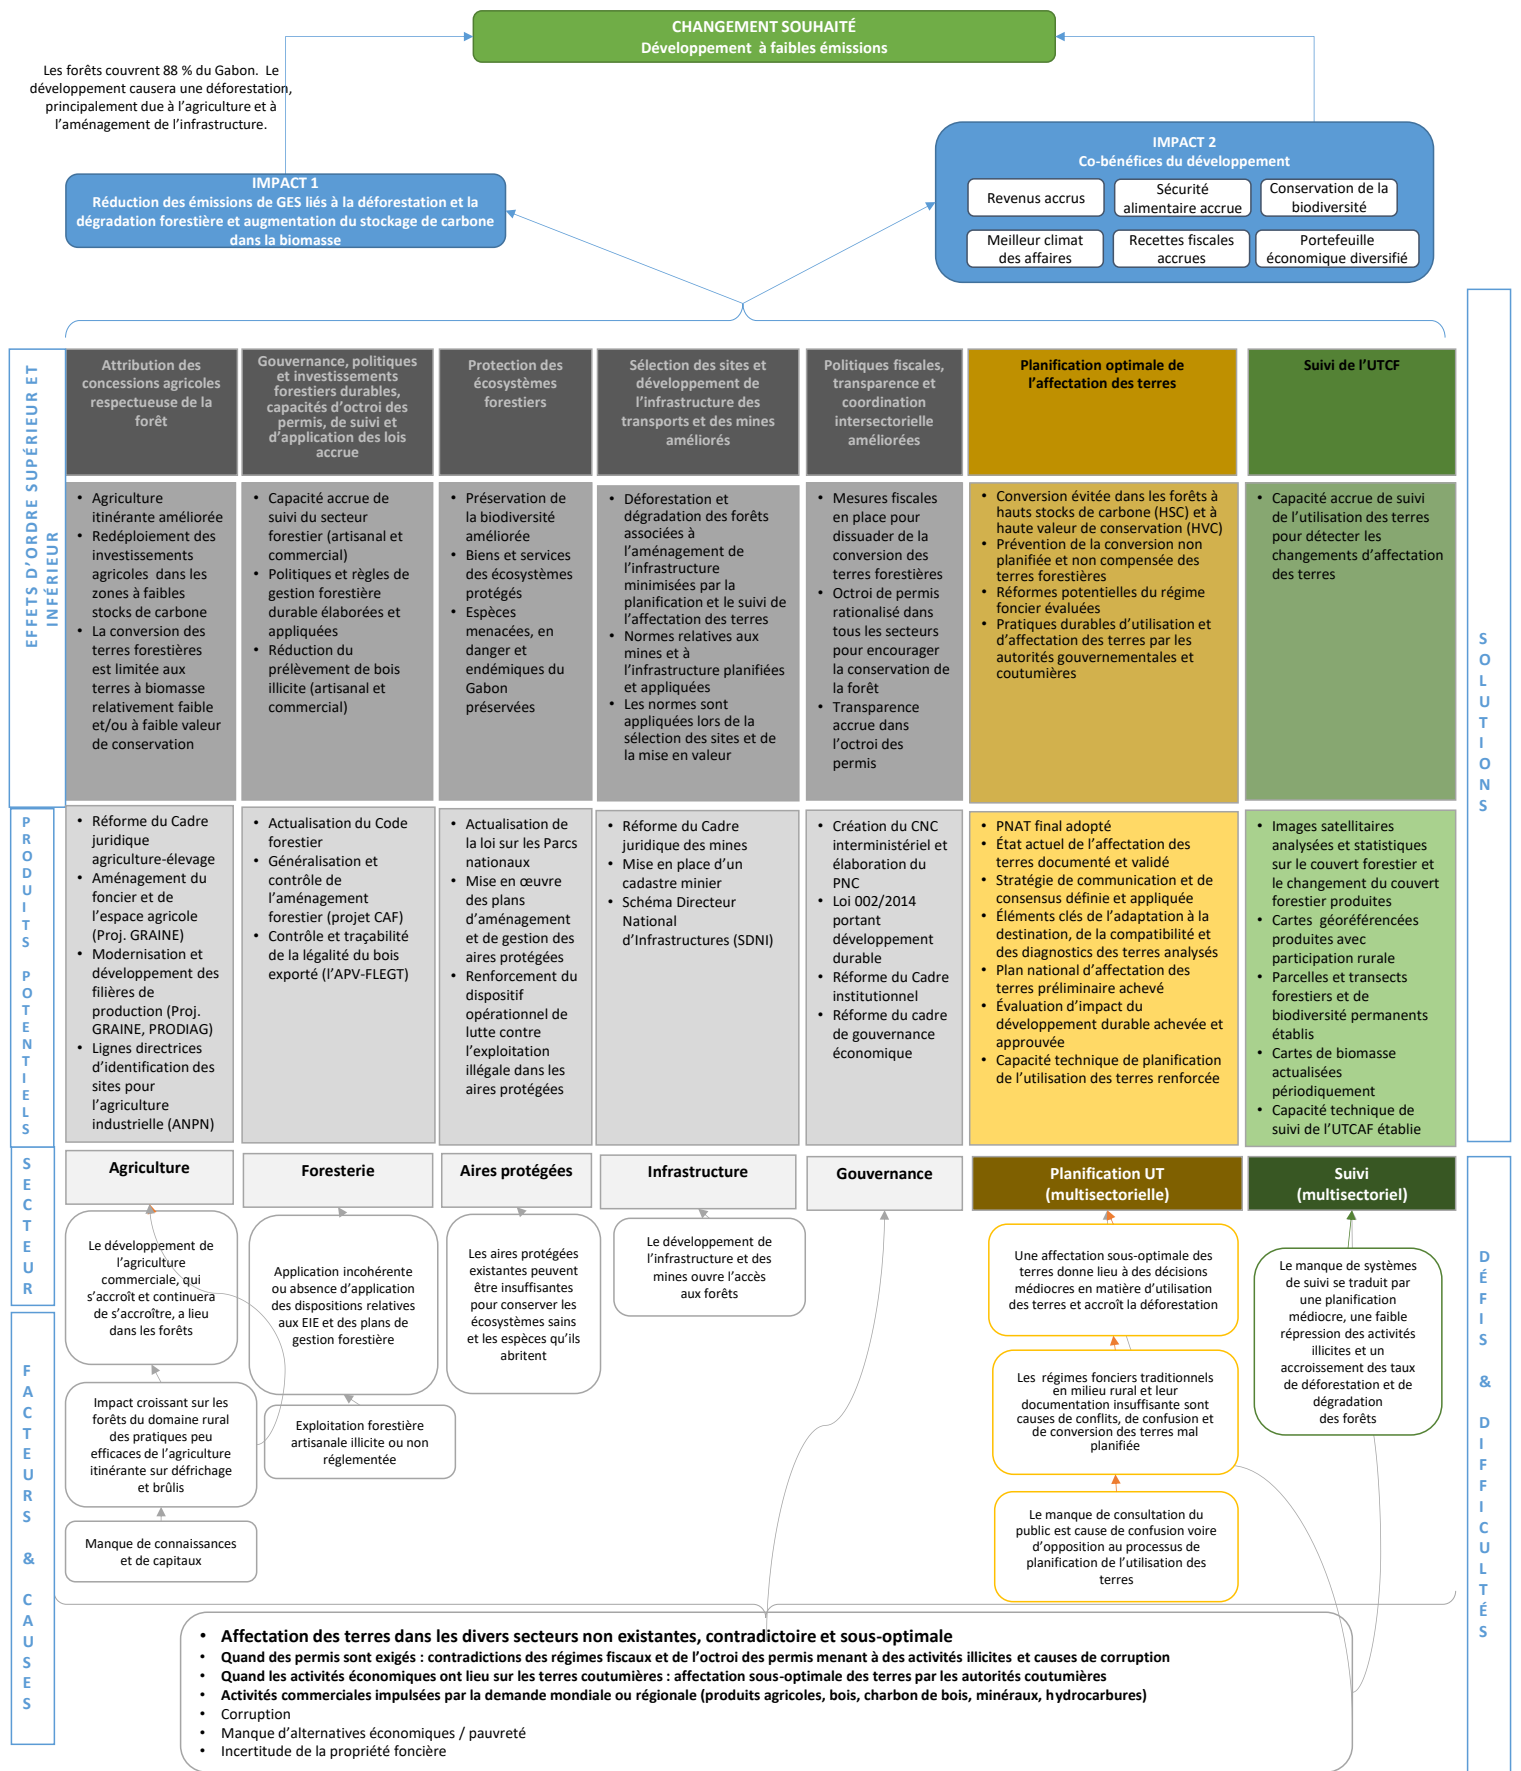 CHANGEMENT SOUHAITÉ
Développement à faibles émissions
Les forêts couvrent 88 % du Gabon. Le
développement causera une déforestation,
principalement due à l’agriculture et à
l’aménagement de l’infrastructure.
IMPACT 1
Réduction des émissions de GES liés à la déforestation et la
dégradation forestière et augmentation du stockage de carbone
dans la biomasse
IMPACT 2
Co-bénéfices du développement
Revenus accrus
Sécurité
alimentaire accrue
Conservation de la
biodiversité
Meilleur climat
des affaires
Recettes fiscales
accrues
Portefeuille
économique diversifié
SOLUTIONS
EFFETS D’ORDRE SUPÉRIEUR ET
INFÉRIEUR
Attribution des
concessions agricoles
respectueuse de la
forêt
Gouvernance, politiques
et investissements
forestiers durables,
capacités d’octroi des
permis, de suivi et
d’application des lois
accrue
Protection des
écosystèmes
forestiers
Sélection des sites et
développement de
l’infrastructure des
transports et des mines
améliorés
Politiques fiscales,
transparence et
coordination
intersectorielle
améliorées
Planification optimale de
l’affectation des terres
Suivi de l’UTCF
• Agriculture
itinérante améliorée
• Redéploiement des
investissements
agricoles dans les
zones à faibles
stocks de carbone
• La conversion des
terres forestières
est limitée aux
terres à biomasse
relativement faible
et/ou à faible valeur
de conservation
• Capacité accrue de
suivi du secteur
forestier (artisanal et
commercial)
• Politiques et règles de
gestion forestière
durable élaborées et
appliquées
• Réduction du
prélèvement de bois
illicite (artisanal et
commercial)
• Préservation de
la biodiversité
améliorée
• Biens et services
des écosystèmes
protégés
• Espèces
menacées, en
danger et
endémiques du
Gabon
préservées
• Déforestation et
dégradation des forêts
associées à
l’aménagement de
l’infrastructure
minimisées par la
planification et le suivi de
l’affectation des terres
• Normes relatives aux
mines et à
l’infrastructure planifiées
et appliquées
• Les normes sont
appliquées lors de la
sélection des sites et de
la mise en valeur
• Mesures fiscales
en place pour
dissuader de la
conversion des
terres forestières
• Octroi de permis
rationalisé dans
tous les secteurs
pour encourager
la conservation de
la forêt
• Transparence
accrue dans
l’octroi des
permis
• Conversion évitée dans les forêts à
hauts stocks de carbone (HSC) et à
haute valeur de conservation (HVC)
• Prévention de la conversion non
planifiée et non compensée des
terres forestières
• Réformes potentielles du régime
foncier évaluées
• Pratiques durables d’utilisation et
d’affectation des terres par les
autorités gouvernementales et
coutumières
• Capacité accrue de suivi
de l’utilisation des terres
pour détecter les
changements d’affectation
des terres
PRODUITS POTENTIELS
• Réforme du Cadre
juridique
agriculture-élevage
• Aménagement du
foncier et de
l’espace agricole
(Proj. GRAINE)
• Modernisation et
développement des
filières de
production (Proj.
GRAINE, PRODIAG)
• Lignes directrices
d’identification des
sites pour
l’agriculture
industrielle (ANPN)
• Actualisation du Code
forestier
• Généralisation et
contrôle de
l’aménagement
forestier (projet CAF)
• Contrôle et traçabilité
de la légalité du bois
exporté (l’APV-FLEGT)
• Actualisation de
la loi sur les Parcs
nationaux
• Mise en œuvre
des plans
d’aménagement
et de gestion des
aires protégées
• Renforcement du
dispositif
opérationnel de
lutte contre
l’exploitation
illégale dans les
aires protégées
• Réforme du Cadre
juridique des mines
• Mise en place d’un
cadastre minier
• Schéma Directeur
National
d’Infrastructures (SDNI)
• Création du CNC
interministériel et
élaboration du
PNC
• Loi 002/2014
portant
développement
durable
• Réforme du Cadre
institutionnel
• Réforme du cadre
de gouvernance
économique
• PNAT final adopté
• État actuel de l’affectation des
terres documenté et validé
• Stratégie de communication et de
consensus définie et appliquée
• Éléments clés de l’adaptation à la
destination, de la compatibilité et
des diagnostics des terres analysés
• Plan national d’affectation des
terres préliminaire achevé
• Évaluation d’impact du
développement durable achevée et
approuvée
• Capacité technique de planification
de l’utilisation des terres renforcée
• Images satellitaires
analysées et statistiques
sur le couvert forestier et
le changement du couvert
forestier produites
• Cartes géoréférencées
produites avec
participation rurale
• Parcelles et transects
forestiers et de
biodiversité permanents
établis
• Cartes de biomasse
actualisées
périodiquement
• Capacité technique de
suivi de l’UTCAF établie
SECTEUR
Agriculture
Foresterie
Aires protégées
Infrastructure
Gouvernance
Planification UT
(multisectorielle)
Suivi
(multisectoriel)
DÉFIS & DIFFICULTÉS
FACTEURS & CAUSES
Le développement de
l’agriculture
commerciale, qui
s’accroît et continuera
de s’accroître, a lieu
dans les forêts
Impact croissant sur les
forêts du domaine rural
des pratiques peu
efficaces de l’agriculture
itinérante sur défrichage
et brûlis
Manque de connaissances
et de capitaux
Application incohérente
ou absence d’application
des dispositions relatives
aux EIE et des plans de
gestion forestière
Exploitation forestière
artisanale illicite ou non
réglementée
Les aires protégées
existantes peuvent
être insuffisantes
pour conserver les
écosystèmes sains
et les espèces qu’ils
abritent
Le développement de
l’infrastructure et des
mines ouvre l’accès
aux forêts
Une affectation sous-optimale des
terres donne lieu à des décisions
médiocres en matière d’utilisation
des terres et accroît la déforestation
Les régimes fonciers traditionnels
en milieu rural et leur
documentation insuffisante sont
causes de conflits, de confusion et
de conversion des terres mal
planifiée
Le manque de consultation du
public est cause de confusion voire
d’opposition au processus de
planification de l’utilisation des
terres
Le manque de systèmes
de suivi se traduit par
une planification
médiocre, une faible
répression des activités
illicites et un
accroissement des taux
de déforestation et de
dégradation
des forêts
• Affectation des terres dans les divers secteurs non existantes, contradictoire et sous-optimale
• Quand des permis sont exigés : contradictions des régimes fiscaux et de l’octroi des permis menant à des activités illicites et causes de corruption
• Quand les activités économiques ont lieu sur les terres coutumières : affectation sous-optimale des terres par les autorités coutumières
• Activités commerciales impulsées par la demande mondiale ou régionale (produits agricoles, bois, charbon de bois, minéraux, hydrocarbures)
• Corruption
• Manque d’alternatives économiques / pauvreté
• Incertitude de la propriété foncière